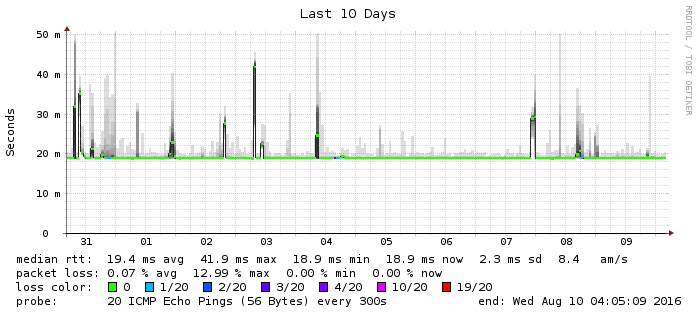 Last 10 Days
RRDTOOL / TOBI OETIKER
Seconds
50 m
40 m
30 m
20 m
10 m
0
31 01 02 03 04 05 06 07 08 09
median rtt: 19.4 ms avg 41.9 ms max 18.9 ms min 18.9 ms now 2.3 ms sd 8.4 am/s
packet loss: 0.07 % avg 12.99 % max 0.00 % min 0.00 % now
loss color: 0 1/20 2/20 3/20 4/20 10/20 19/20
probe: 20 ICMP Echo Pings (56 Bytes) every 300s end: Wed Aug 10 04:05:09 2016